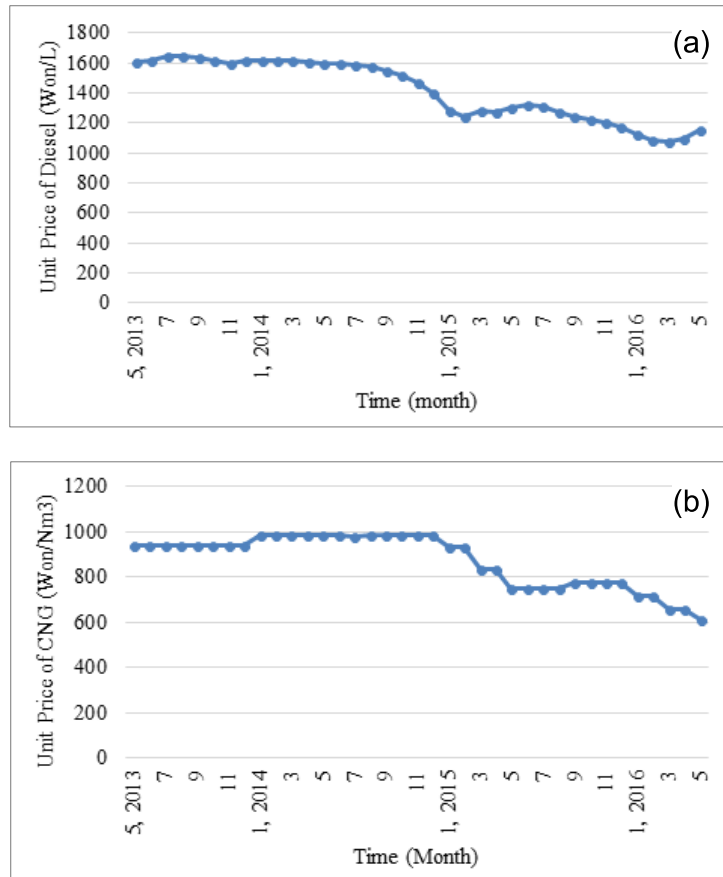 (a)
Unit Price of Diesel (Won/L)
1800
1600
1400
1200
1000
800
600
400
200
0
5, 2013 7 9 11 1, 2014 3 5 7 9 11 1, 2015 3 5 7 9 11 1, 2016 3 5
Time (month)
(b)
Unit Price of CNG (Won/Nm3)
1200
1000
800
600
400
200
0
5, 2013 7 9 11 1, 2014 3 5 7 9 11 1, 2015 3 5 7 9 11 1, 2016 3 5
Time (Month)